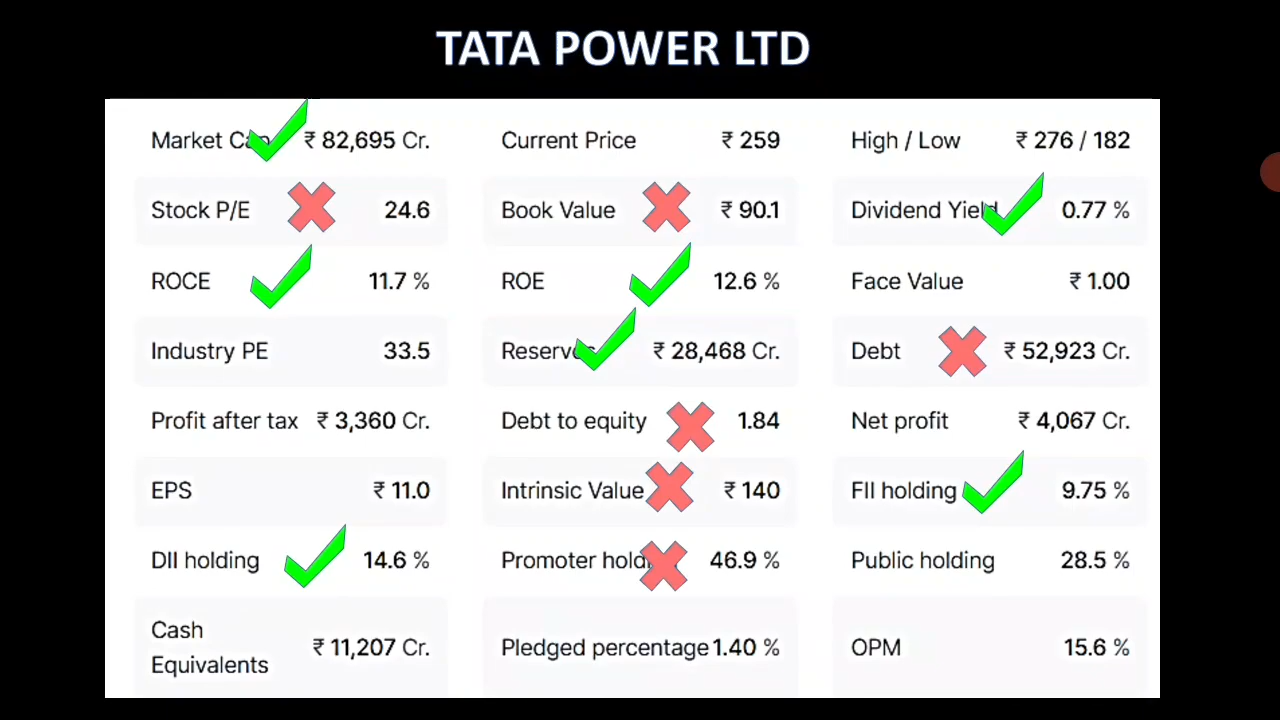 TATA POWER LTD
Market Cap ₹ 82,695 Cr. Current Price ₹ 259 High / Low ₹ 276 / 182
Stock P/E 24.6 Book Value ₹ 90.1 Dividend Yield 0.77 %
ROCE 11.7 % ROE 12.6 % Face Value ₹ 1.00
Industry PE 33.5 Reserves ₹ 28,468 Cr. Debt ₹ 52,923 Cr.
Profit after tax ₹ 3,360 Cr. Debt to equity 1.84 Net profit ₹ 4,067 Cr.
EPS ₹ 11.0 Intrinsic Value ₹ 140 FII holding 9.75 %
DII holding 14.6 % Promoter holding 46.9 % Public holding 28.5 %
Cash Equivalents ₹ 11,207 Cr. Pledged percentage 1.40 % OPM 15.6 %